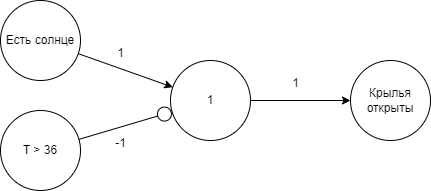 Есть солнце
1
1
1
Крылья
открыты
T > 36
-1